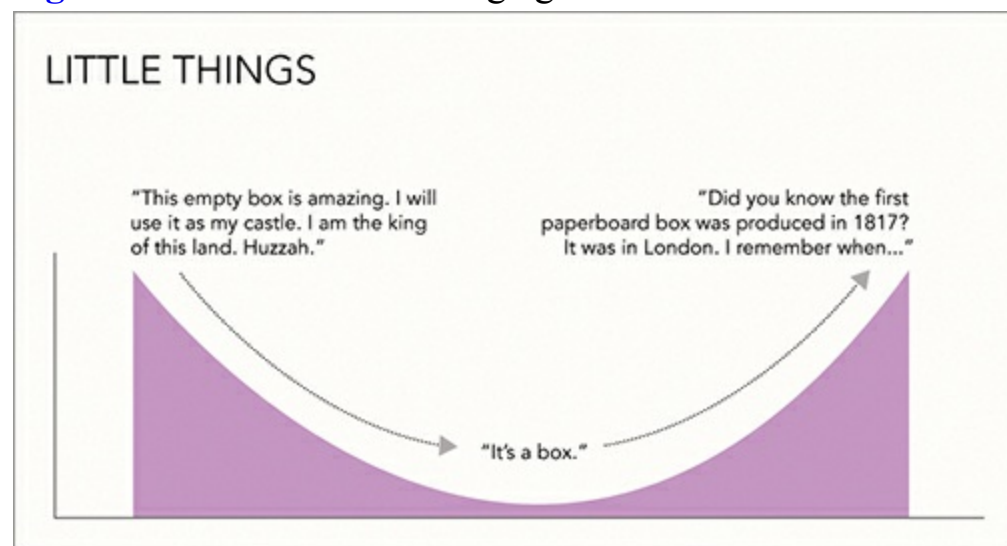 LITTLE THINGS
“This empty box is amazing. I will
use it as my castle. I am the king
of this land. Huzzah.”
“Did you know the first
paperboard box was produced in 1817?
It was in London. I remember when...”
“It’s a box.”